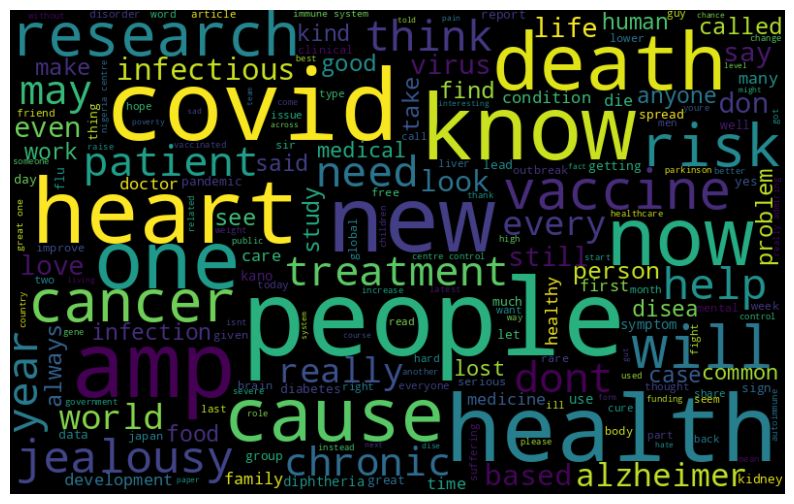 research
kind
think
life
human
called
covid
death
know
make
infectious
good
virus
find
say
may
take
condition
die
anyone
many
even
don
work
patient
said
medical
need
look
risk
heart
new
vaccine
now
doctor
pandemic
see
study
every
problem
one
love
care
treatment
still
person
help
cancer
people
first
disea
year
always
infection
really
lost
will
amp
world
cause
dont
case
common
food
medicine
health
jealousy
chronic
based
alzheimer
development
family
diphtheria
great
time
kidney
disorder
word
article
immune system
told
pain
report
guy
chance
without
clinical
best
lower
change
level
nigeria centre
hope
type
come
team
across
issue
interesting
might
youre
got
spread
men
well
friend
thing
sad
poverty
vaccinated
raise
sir
call
liver
lead
getting
fact
parkinson
better
someone
day
flu
outbreak
yes
free
thank
related
weight
global
children
healthcare
great one
improve
public
high
start
healthy
two
kano
today
centre control
month
week
increase
latest
much
want
way
symptom
mental
control
country
living
gene
isnt
given
read
let
system
course
hard
another
rare
fight
gut
government
brain
diabetes
right
everyone
serious
thought
seem
sign
share
used
severe
last
role
ill
use
cure
funding
form
autoimmune
data
japan
instead
next
dise
suffering
please
body
part
hate
back
mean
group
paper